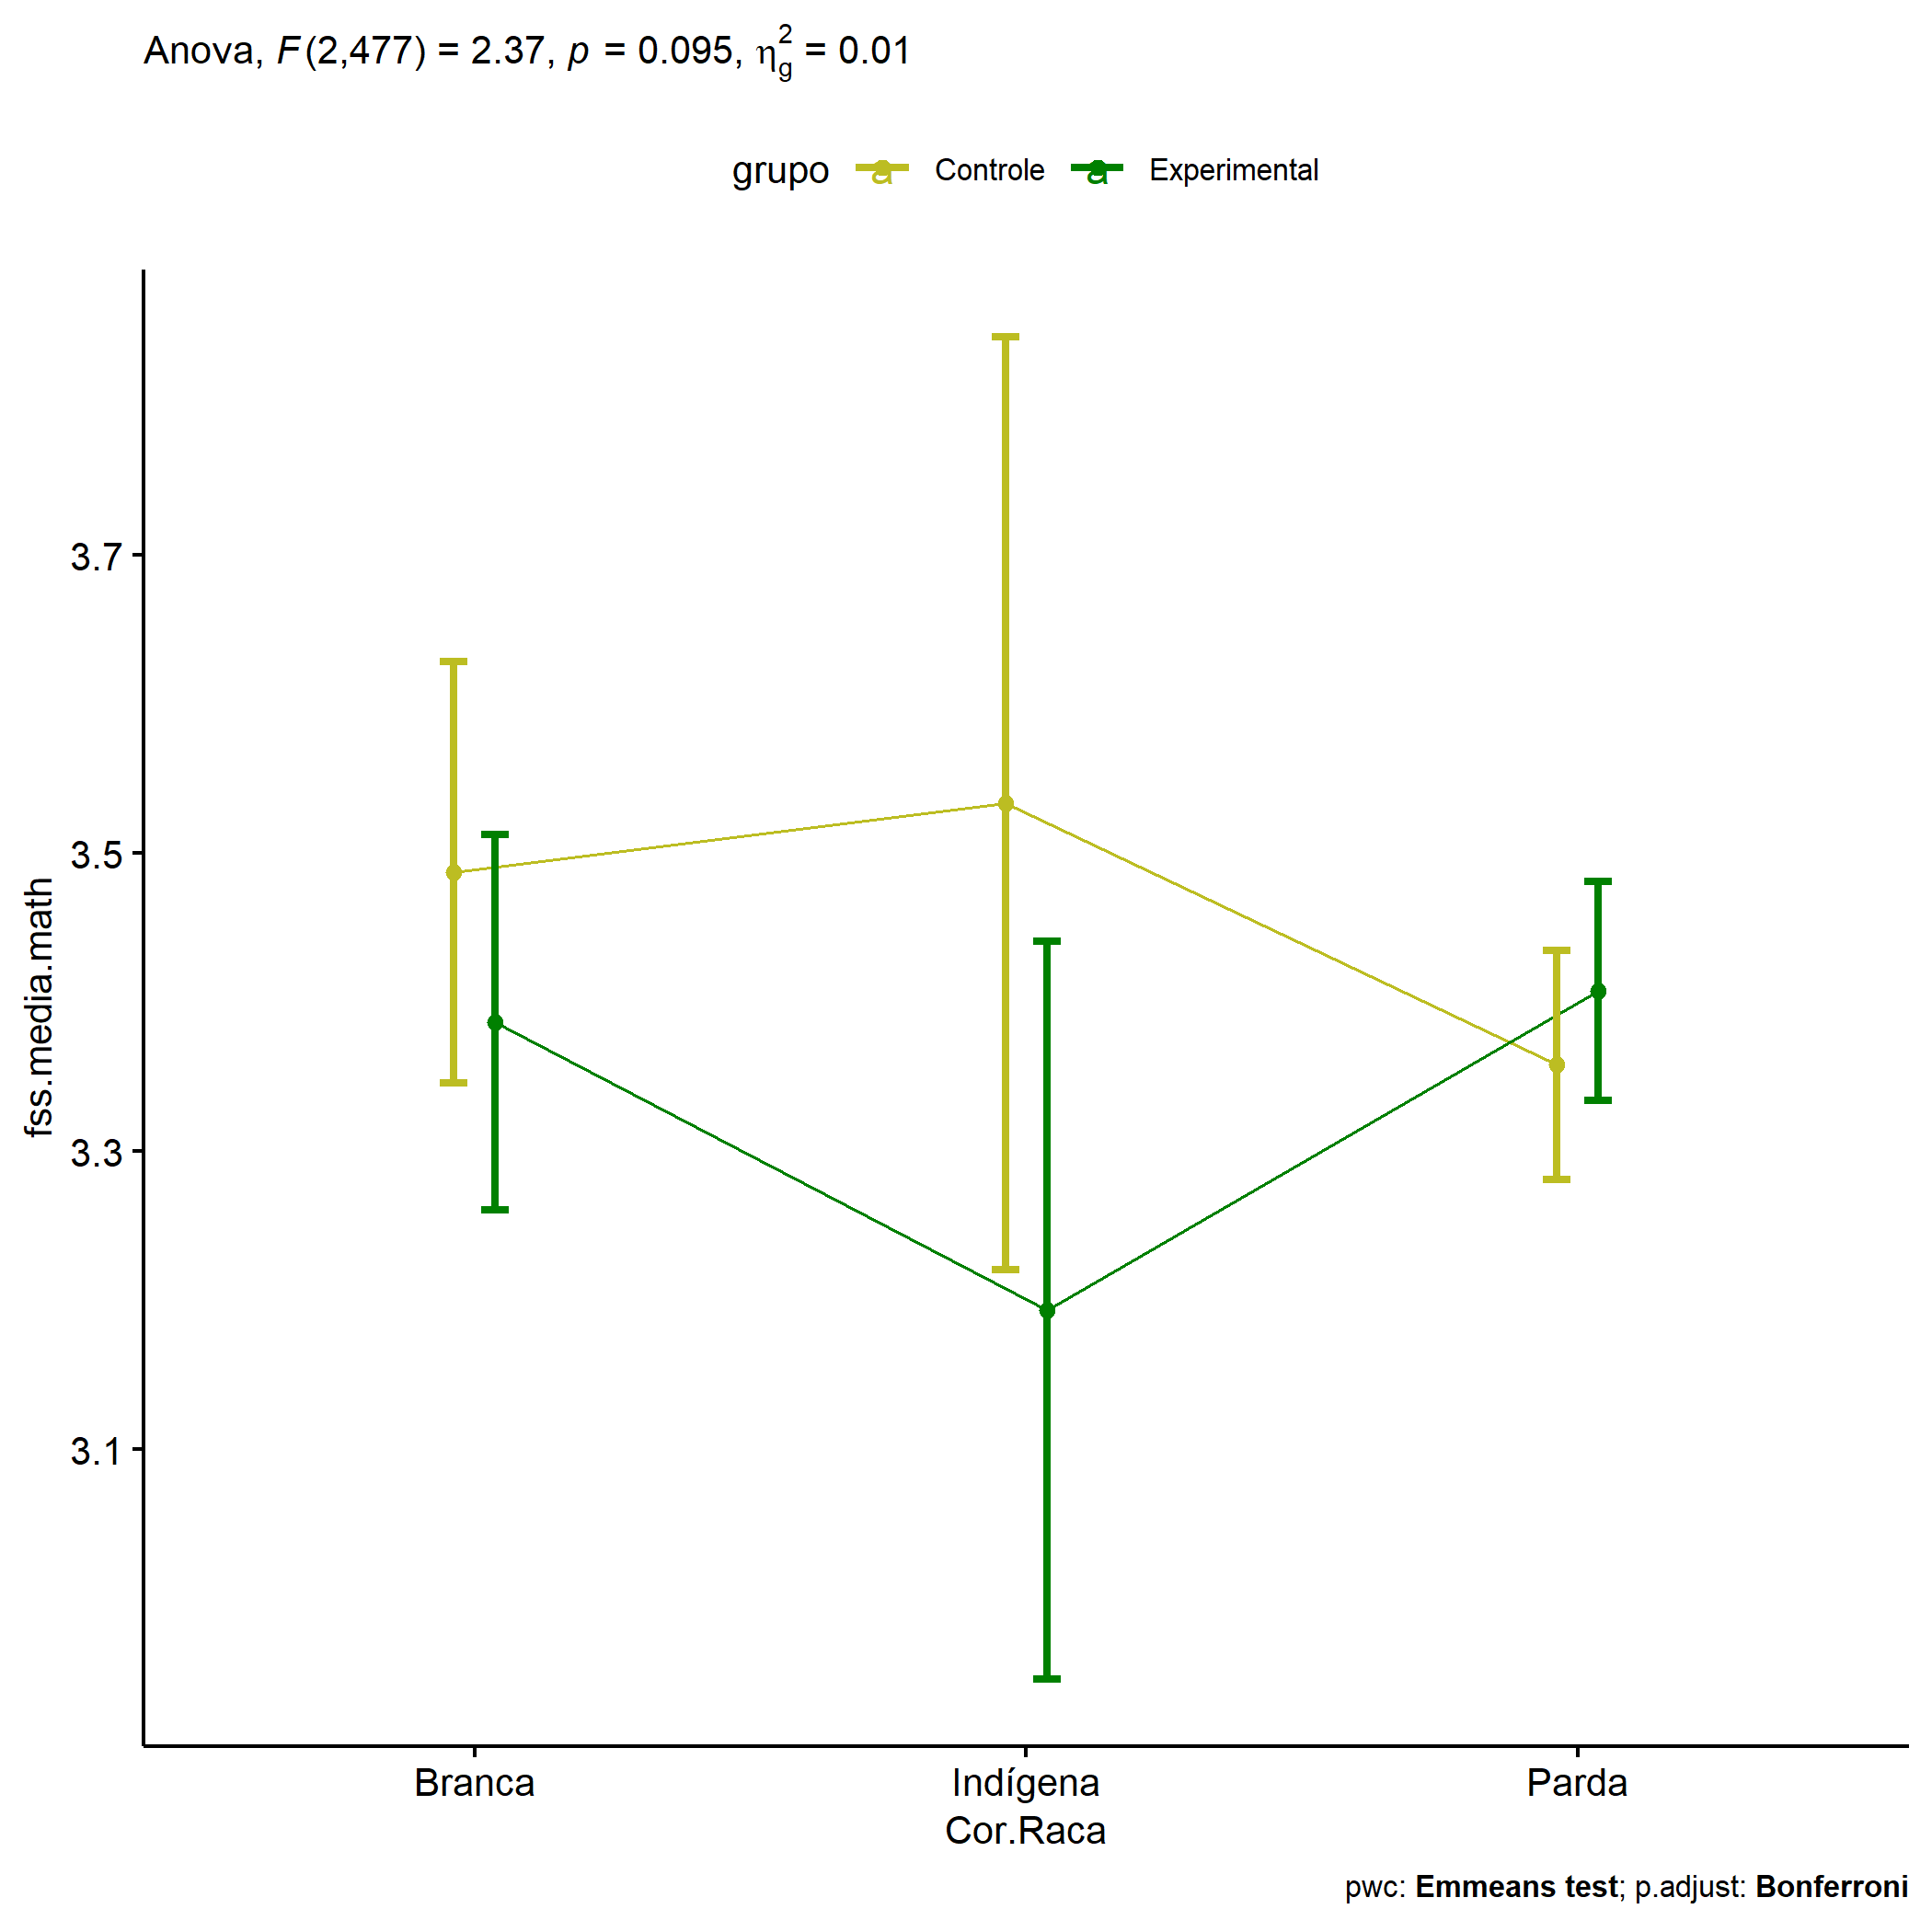 Anova, F(2,477) = 2.37, p = 0.095, η²g = 0.01
grupo a Controle a Experimental
3.7
3.5
3.3
3.1
fss.media.math
Branca Indígena Parda
Cor.Raca
pwc: Emmeans test; p.adjust: Bonferroni